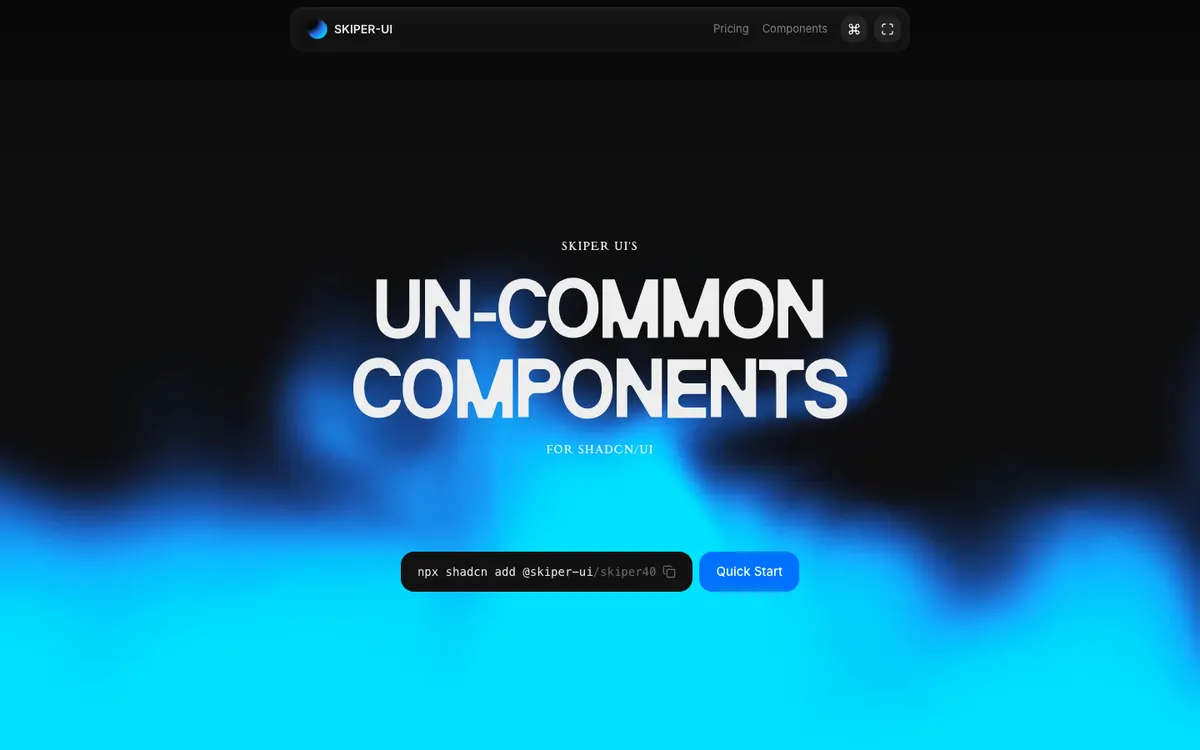 SKIPER-UI
Pricing
Components
⌘
SKIPER UI'S
UN-COMMON
COMPONENTS
FOR SHADCN/UI
npx shadcn add @skiper-ui/skiper40
Quick Start